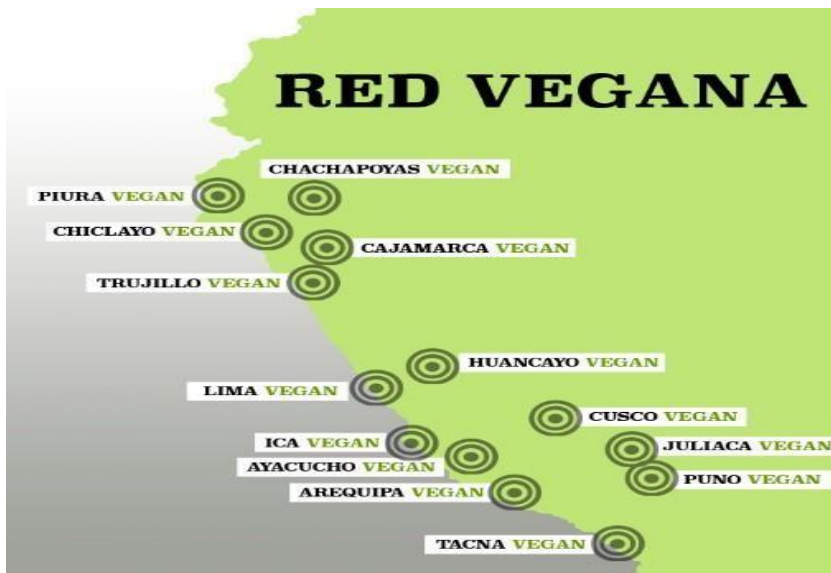 RED VEGANA
CHACHAPOYAS VEGAN
PIURA VEGAN
CHICLAYO VEGAN
CAJAMARCA VEGAN
TRUJILLO VEGAN
HUANCAYO VEGAN
LIMA VEGAN
CUSCO VEGAN
ICA VEGAN
JULIACA VEGAN
AYACUCHO VEGAN
PUNO VEGAN
AREQUIPA VEGAN
TACNA VEGAN